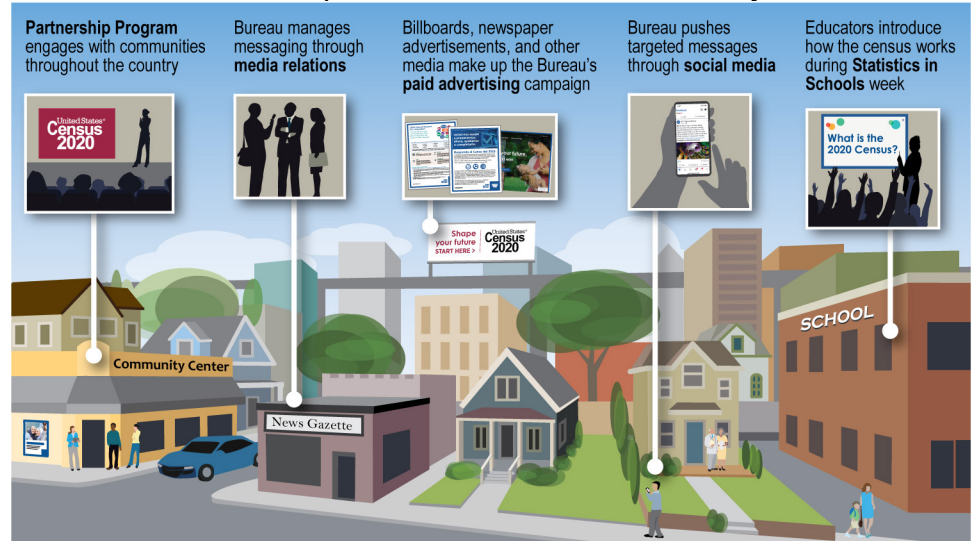 Partnership Program
engages with communities
throughout the country
Bureau manages
messaging through
media relations
Billboards, newspaper
advertisements, and other
media make up the Bureau's
paid advertising campaign
Bureau pushes
targeted messages
through social media
Educators introduce
how the census works
during Statistics in
Schools week
United States®
Census
2020
What is the
2020 Census?
Shape
your future
START HERE >
United States®
Census
2020
SCHOOL
Community Center
News Gazette